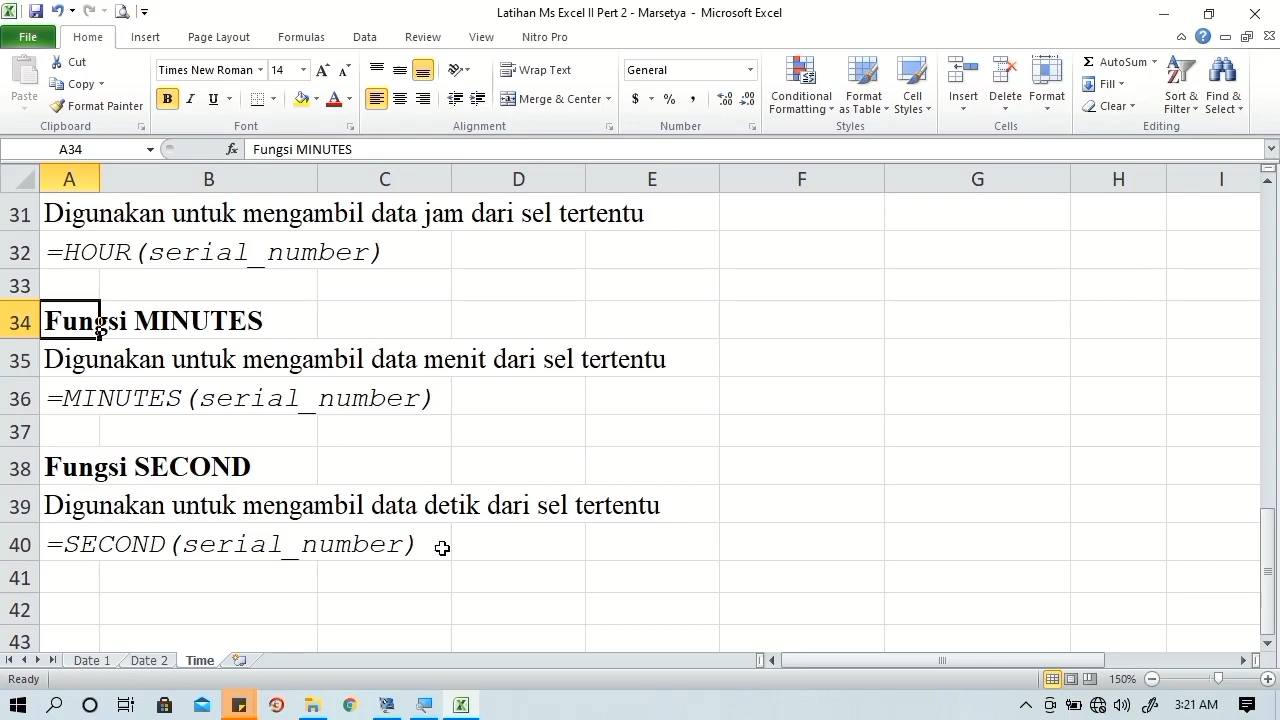 Latihan Ms Excel II Pert 2 - Marsetya - Microsoft Excel
File Home Insert Page Layout Formulas Data Review View Nitro Pro
Paste
Cut
Copy
Format Painter
Clipboard
Times New Roman 14
B I U
Font
Wrap Text
Merge & Center
Alignment
General
$ % ,
Number
Conditional Formatting
Format as Table
Cell Styles
Styles
Insert Delete Format
Cells
Σ AutoSum
Fill
Clear
Sort & Filter
Find & Select
Editing
A34 fx Fungsi MINUTES
A B C D E F G H I
31 Digunakan untuk mengambil data jam dari sel tertentu
32 =HOUR(serial_number)
33
34 Fungsi MINUTES
35 Digunakan untuk mengambil data menit dari sel tertentu
36 =MINUTES(serial_number)
37
38 Fungsi SECOND
39 Digunakan untuk mengambil data detik dari sel tertentu
40 =SECOND(serial_number)
41
42
43
Date 1 Date 2 Time
Ready 150%
3:21 AM